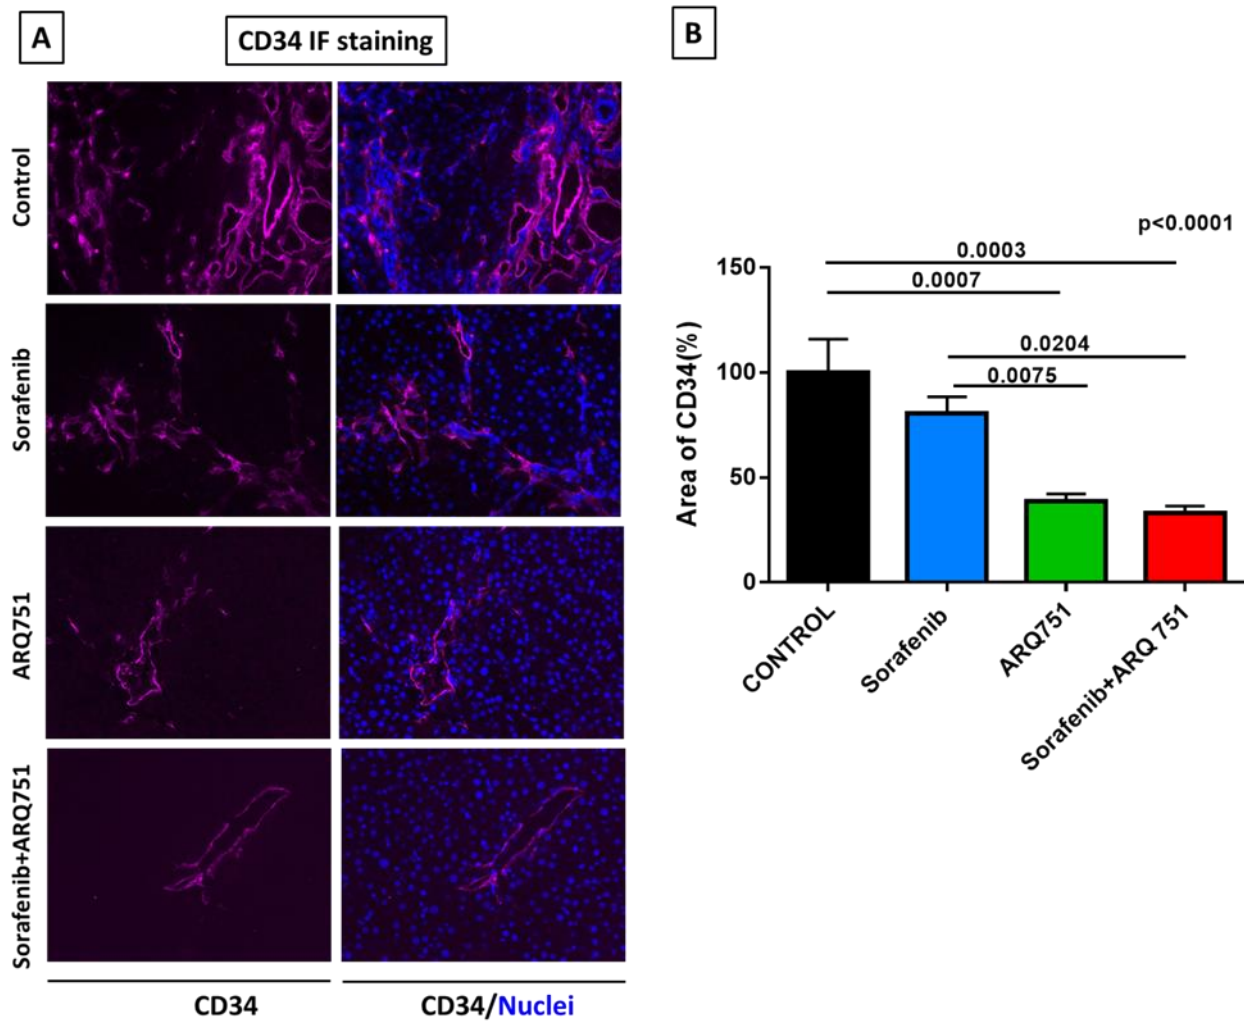 A
CD34 IF staining
Control
Sorafenib
ARQ751
Sorafenib+ARQ751
CD34
CD34/Nuclei
B
p<0.0001
0.0003
0.0007
0.0204
0.0075
Area of CD34(%)
150
100
50
0
CONTROL
Sorafenib
ARQ751
Sorafenib+ARQ 751